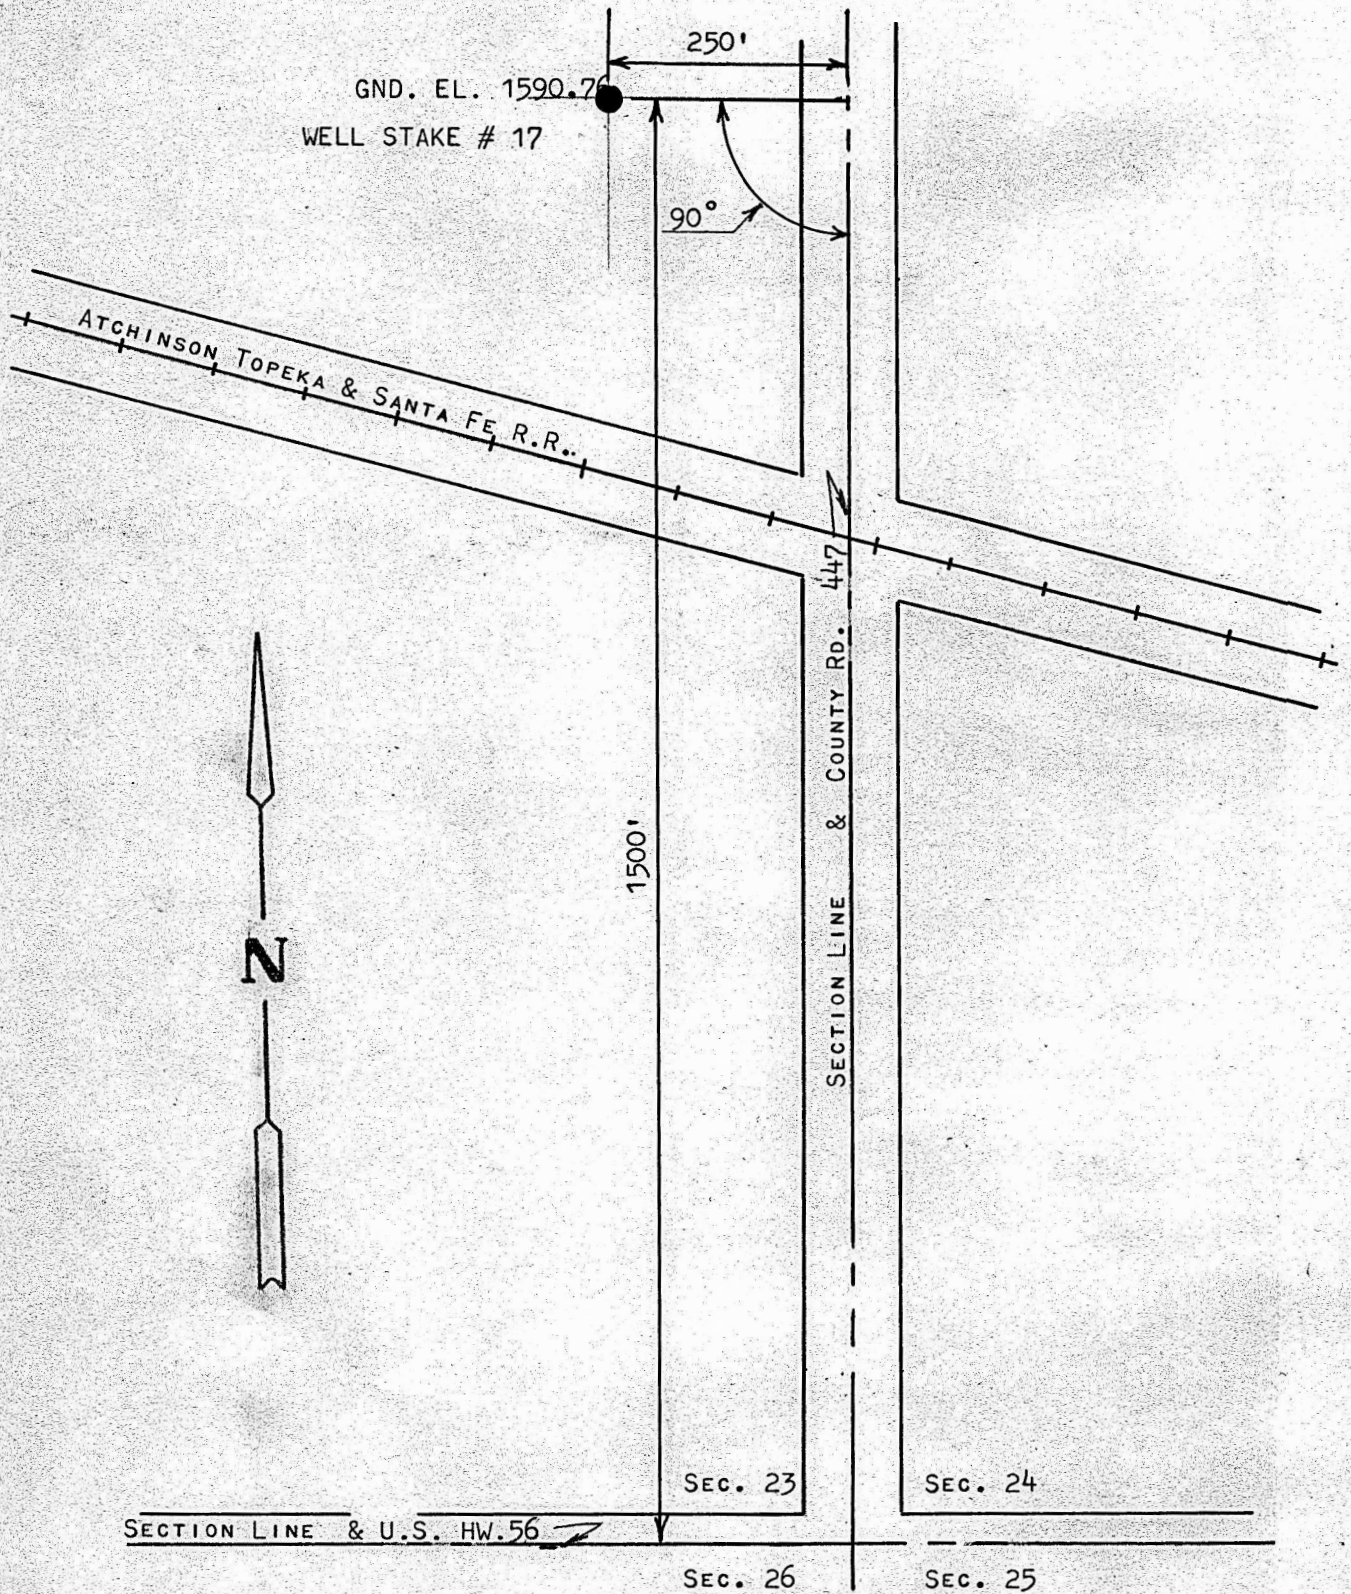 250'
GND. EL. 1590.76
WELL STAKE # 17
90°
ATCHINSON TOPEKA & SANTA FE R.R..
SECTION LINE & COUNTY RD. 447
1500'
N
SEC. 23
SEC. 24
SECTION LINE & U.S. HW.56
SEC. 26
SEC. 25